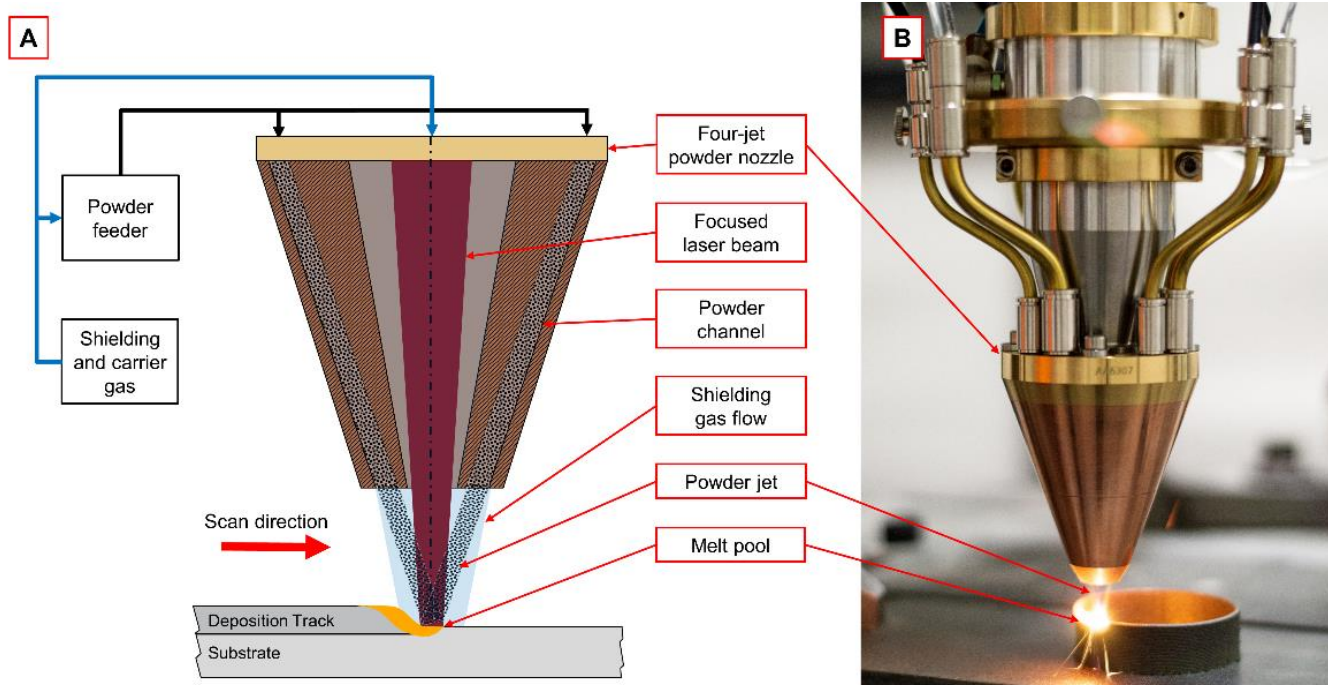 A
B
Four-jet
powder nozzle
Powder
feeder
Focused
laser beam
Powder
channel
Shielding
and carrier
gas
Shielding
gas flow
Powder jet
Scan direction
Melt pool
Deposition Track
Substrate